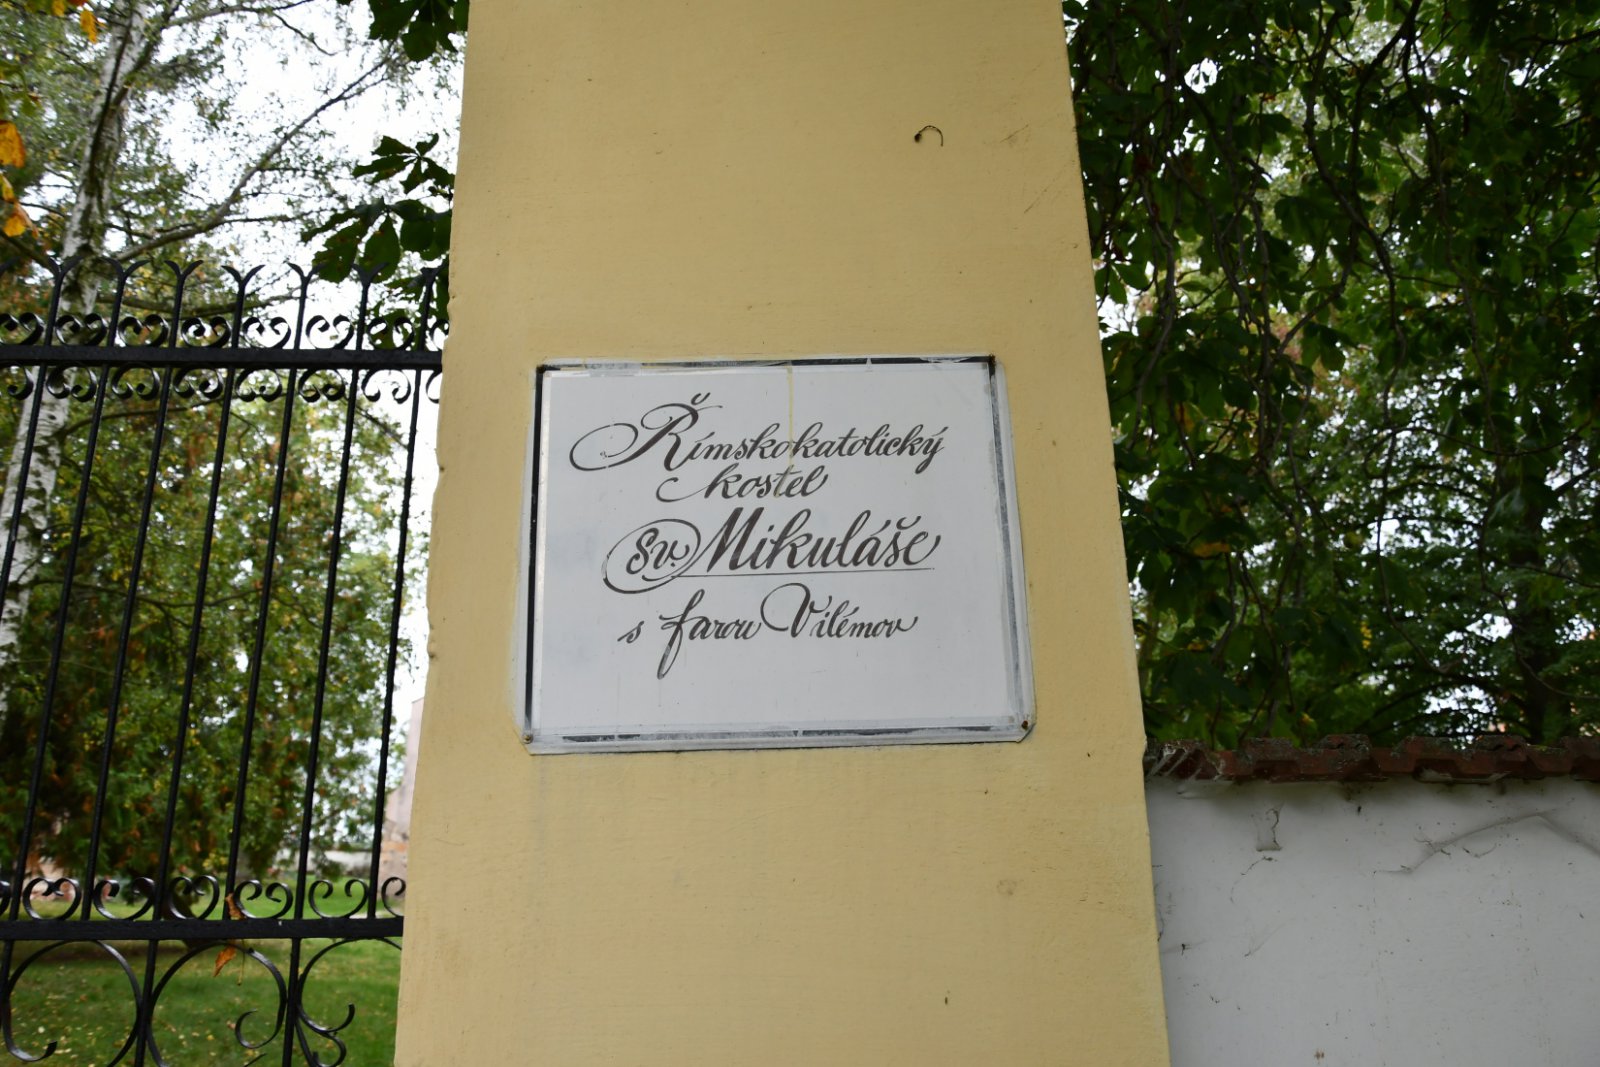 Římskokatolický
kostel
sv. Mikuláše
s farou Vilémov